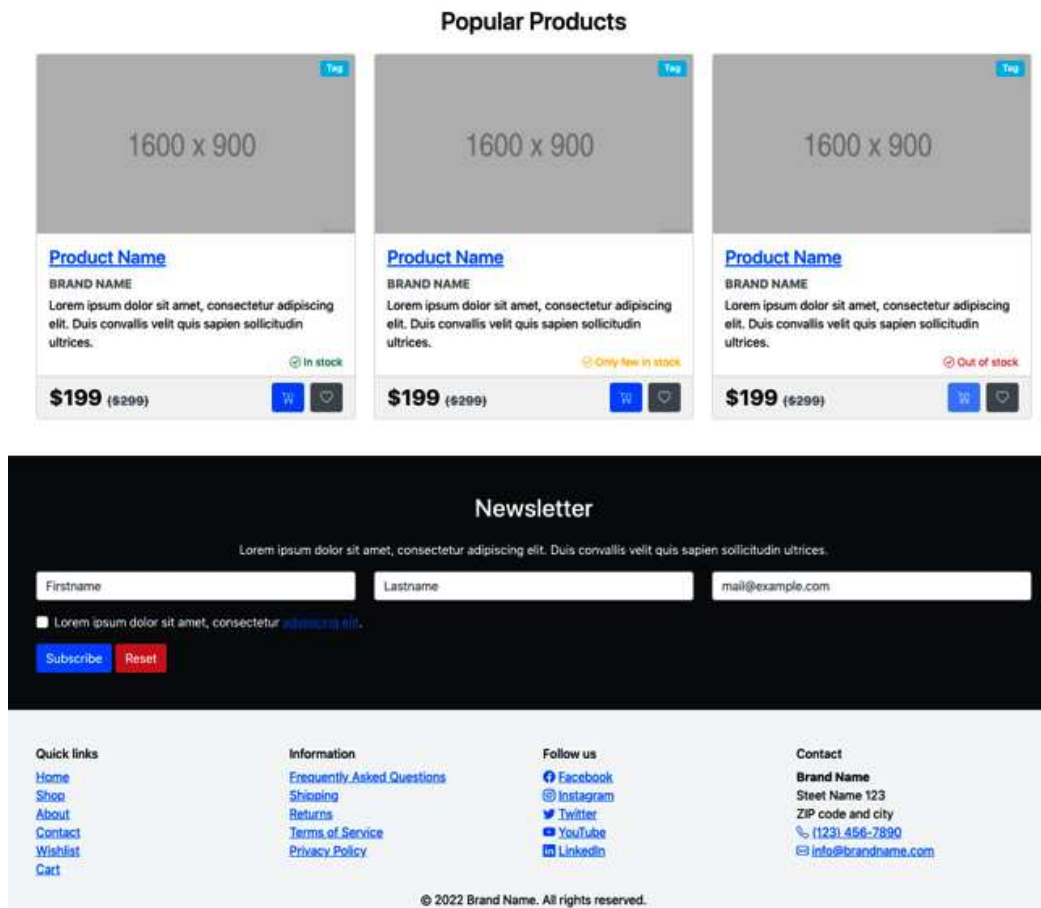 Popular Products
Tag
Tag
Tag
1600 x 900
1600 x 900
1600 x 900
Product Name
BRAND NAME
Lorem ipsum dolor sit amet, consectetur adipiscing
elit. Duis convallis velit quis sapien sollicitudin
ultrices.
In stock
$199 ($299)
Product Name
BRAND NAME
Lorem ipsum dolor sit amet, consectetur adipiscing
elit. Duis convallis velit quis sapien sollicitudin
ultrices.
Only few in stock
$199 ($299)
Product Name
BRAND NAME
Lorem ipsum dolor sit amet, consectetur adipiscing
elit. Duis convallis velit quis sapien sollicitudin
ultrices.
Out of stock
$199 ($299)
Newsletter
Lorem ipsum dolor sit amet, consectetur adipiscing elit. Duis convallis velit quis sapien sollicitudin ultrices.
Firstname
Lastname
mail@example.com
Lorem ipsum dolor sit amet, consectetur adipiscing elit.
Subscribe
Reset
Quick links
Home
Shop
About
Contact
Wishlist
Cart
Information
Frequently Asked Questions
Shipping
Returns
Terms of Service
Privacy Policy
Follow us
Facebook
Instagram
Twitter
YouTube
LinkedIn
Contact
Brand Name
Steet Name 123
ZIP code and city
(123) 456-7890
info@brandname.com
© 2022 Brand Name. All rights reserved.